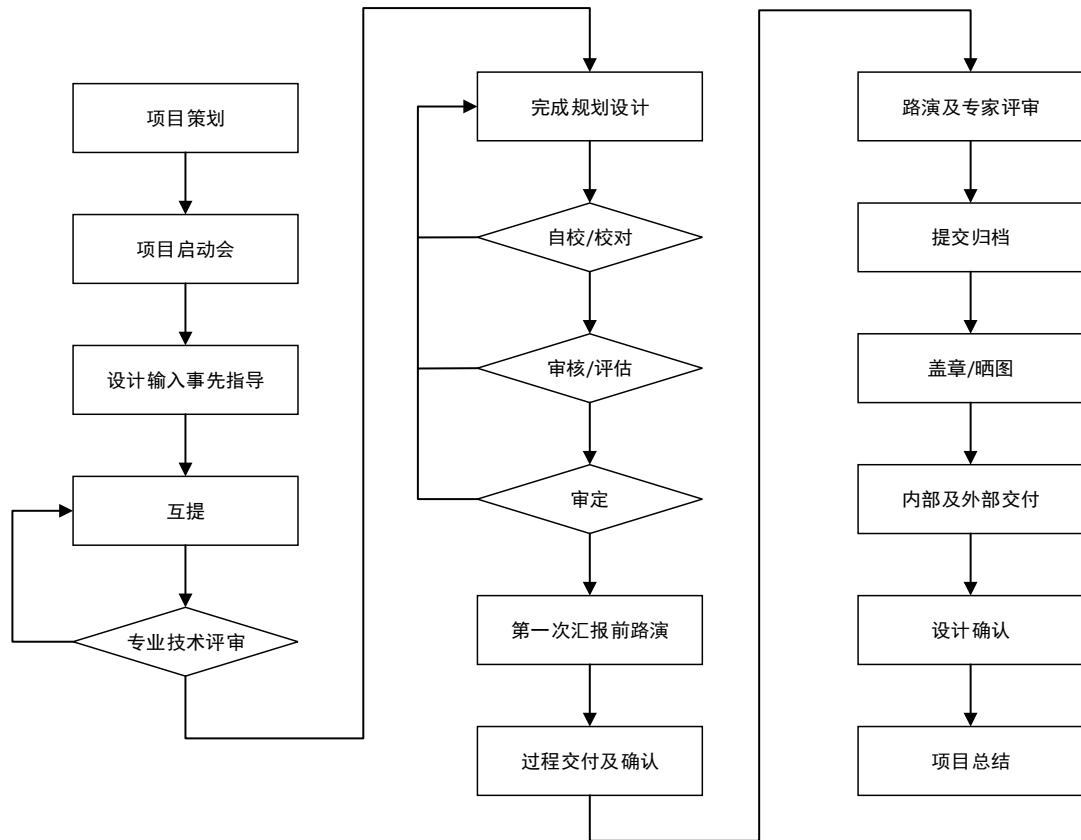 项目策划
项目启动会
设计输入事先指导
互提
专业技术评审
完成规划设计
自校/校对
审核/评估
审定
第一次汇报前路演
过程交付及确认
路演及专家评审
提交归档
盖章/晒图
内部及外部交付
设计确认
项目总结